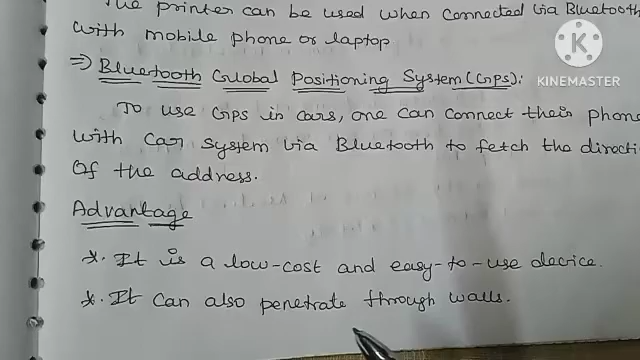 The printer can be used when connected via Bluetooth
with mobile phone or laptop
KINEMASTER
⇒ Bluetooth Global Positioning System (GPS):
To use GPS in cars, one can connect their phone
with car system via Bluetooth to fetch the directi
of the address.
Advantage
*. It is a low-cost and easy-to-use device.
*. It can also penetrate through walls.